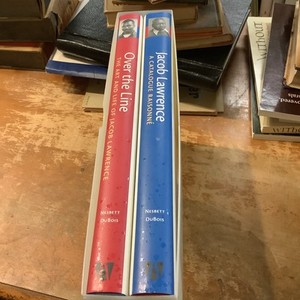 Over the Line
THE ART AND LIFE OF JACOB LAWRENCE
NESBETT
DUBOIS
Jacob Lawrence
A CATALOGUE RAISONNÉ
NESBETT
DUBOIS
W
W